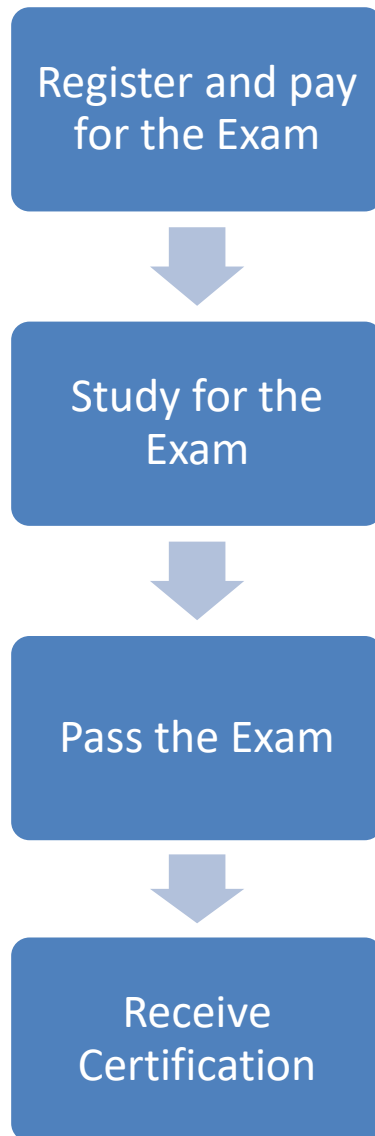 Register and pay
for the Exam
Study for the
Exam
Pass the Exam
Receive
Certification